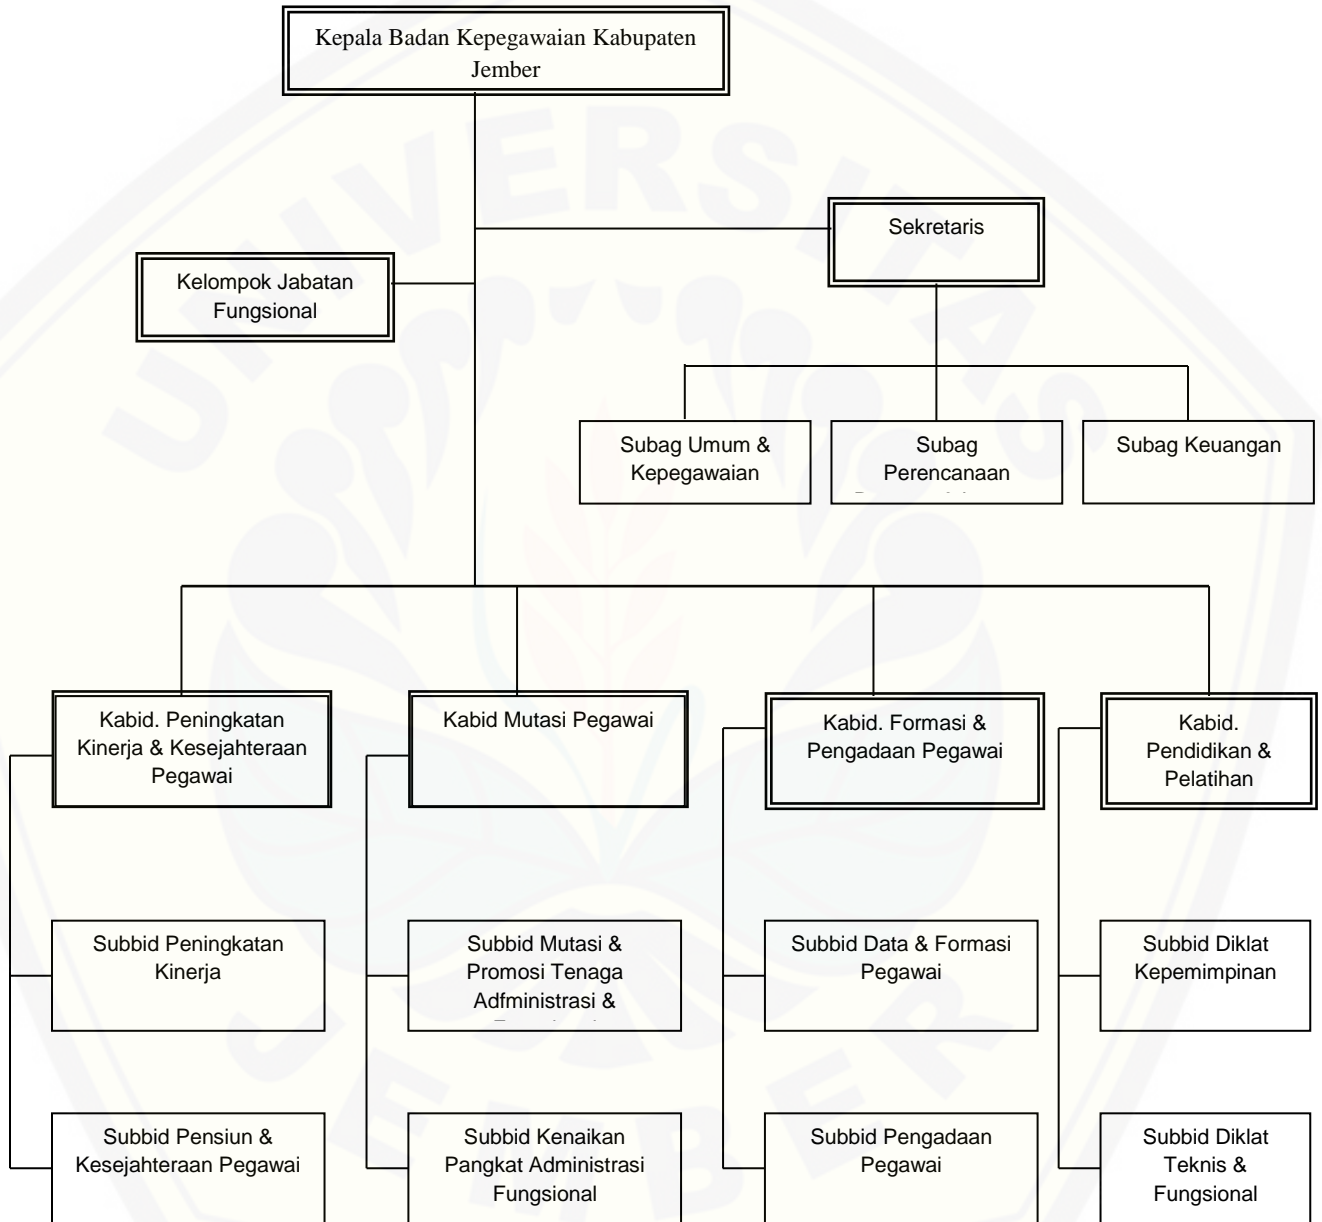 Kepala Badan Kepegawaian Kabupaten
Jember
Sekretaris
Kelompok Jabatan
Fungsional
Subag Umum &
Kepegawaian
Subag
Perencanaan
Subag Keuangan
Kabid. Peningkatan
Kinerja & Kesejahteraan
Pegawai
Kabid Mutasi Pegawai
Kabid. Formasi &
Pengadaan Pegawai
Kabid.
Pendidikan &
Pelatihan
Subbid Peningkatan
Kinerja
Subbid Mutasi &
Promosi Tenaga
Adfministrasi &
Subbid Data & Formasi
Pegawai
Subbid Diklat
Kepemimpinan
Subbid Pensiun &
Kesejahteraan Pegawai
Subbid Kenaikan
Pangkat Administrasi
Fungsional
Subbid Pengadaan
Pegawai
Subbid Diklat
Teknis &
Fungsional
UNIVERSITAS
JEMBER